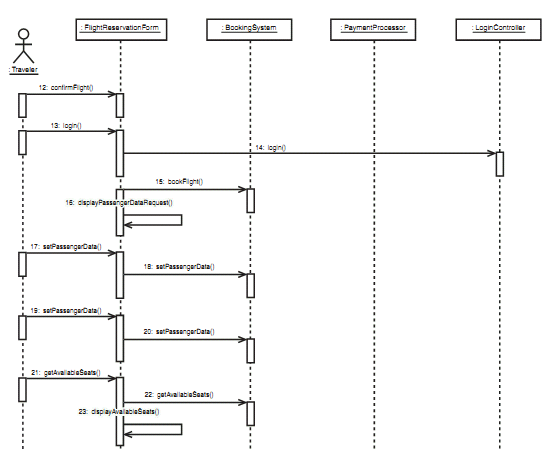 : FlightReservationForm
: BookingSystem
: PaymentProcessor
: LoginController
: Traveler
12: confirmFlight()
13: login()
14: login()
15: bookFlight()
16: displayPassengerDataRequest()
17: setPassengerData()
18: setPassengerData()
19: setPassengerData()
20: setPassengerData()
21: getAvailableSeats()
22: getAvailableSeats()
23: displayAvailableSeats()